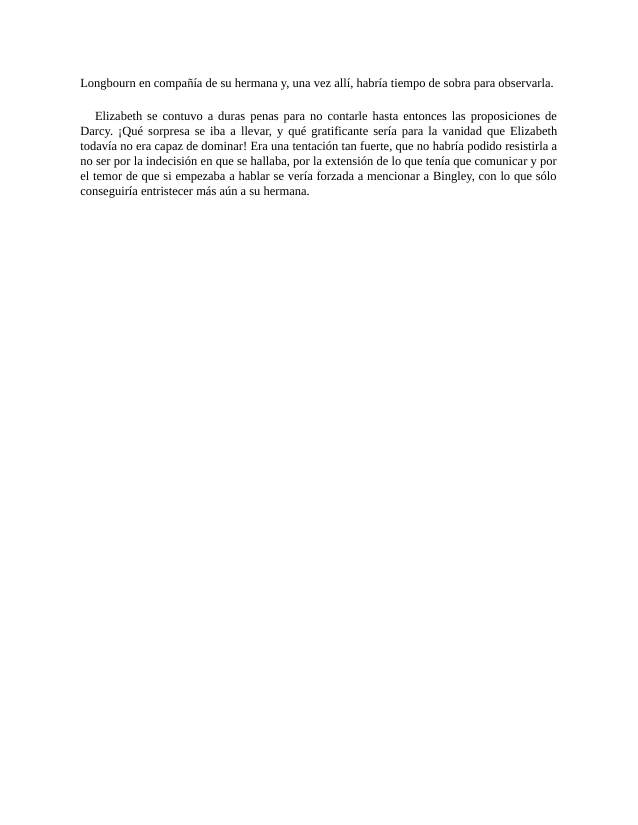 Longbourn en compañía de su hermana y, una vez allí, habría tiempo de sobra para observarla.
Elizabeth se contuvo a duras penas para no contarle hasta entonces las proposiciones de
Darcy. ¡Qué sorpresa se iba a llevar, y qué gratificante sería para la vanidad que Elizabeth
todavía no era capaz de dominar! Era una tentación tan fuerte, que no habría podido resistirla a
no ser por la indecisión en que se hallaba, por la extensión de lo que tenía que comunicar y por
el temor de que si empezaba a hablar se vería forzada a mencionar a Bingley, con lo que sólo
conseguiría entristecer más aún a su hermana.